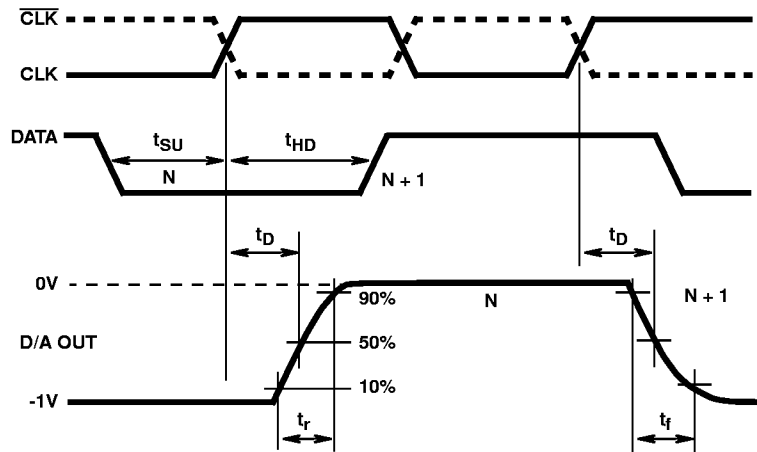 CLK
CLK
DATA
tSU
tHD
N
N + 1
tD
tD
0V
90%
N
N + 1
D/A OUT
50%
10%
-1V
tr
tf